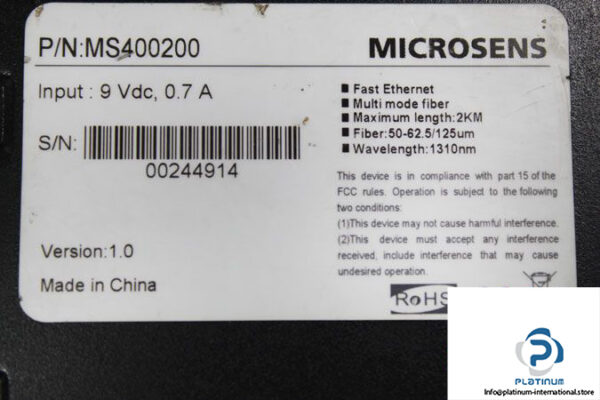 P/N:MS400200
MICROSENS
Input : 9 Vdc, 0.7 A
S/N:
00244914
Version:1.0
Made in China
■ Fast Ethernet
■ Multi mode fiber
■ Maximum length:2KM
■ Fiber:50-62.5/125um
■ Wavelength:1310nm
This device is in compliance with part 15 of the
FCC rules. Operation is subject to the following
two conditions:
(1)This device may not cause harmful interference.
(2)This device must accept any interference
received, include interference that may cause
undesired operation.
RoHS
PLATINUM
Info@platinum-international.store